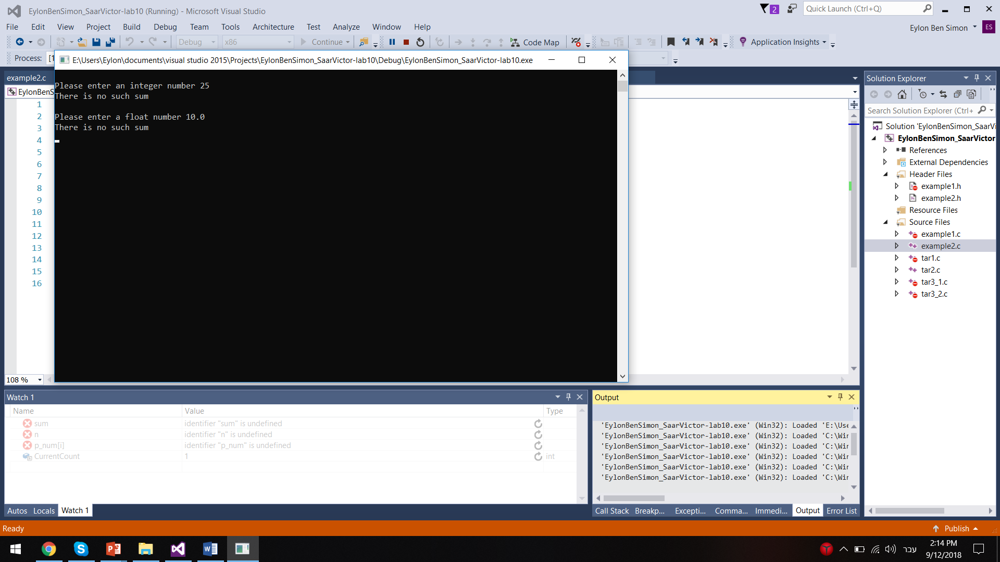 EylonBenSimon_SaarVictor-lab10 (Running) - Microsoft Visual Studio
2
Quick Launch (Ctrl+Q)
File Edit View Project Build Debug Team Tools Architecture Test Analyze Window Help
Eylon Ben Simon ES
Debug x86 Continue Code Map Application Insights
Process: [1
E:\Users\Eylon\documents\visual studio 2015\Projects\EylonBenSimon_SaarVictor-lab10\Debug\EylonBenSimon_SaarVictor-lab10.exe
example2.c
EylonBenS
Please enter an integer number 25
There is no such sum
Please enter a float number 10.0
There is no such sum
1
2
3
4
5
6
7
8
9
10
11
12
13
14
15
16
108 %
Solution Explorer
Search Solution Explorer (Ctrl+
Solution 'EylonBenSimon_SaarVi
EylonBenSimon_SaarVictor
References
External Dependencies
Header Files
example1.h
example2.h
Resource Files
Source Files
example1.c
example2.c
tar1.c
tar2.c
tar3_1.c
tar3_2.c
Watch 1
Name Value Type
sum identifier "sum" is undefined
n identifier "n" is undefined
p_num[i] identifier "p_num" is undefined
CurrentCount 1 int
Autos Locals Watch 1
Output
'EylonBenSimon_SaarVictor-lab10.exe' (Win32): Loaded 'E:\Use
'EylonBenSimon_SaarVictor-lab10.exe' (Win32): Loaded 'C:\Win
'EylonBenSimon_SaarVictor-lab10.exe' (Win32): Loaded 'C:\Win
'EylonBenSimon_SaarVictor-lab10.exe' (Win32): Loaded 'C:\Win
'EylonBenSimon_SaarVictor-lab10.exe' (Win32): Loaded 'C:\Win
'EylonBenSimon_SaarVictor-lab10.exe' (Win32): Loaded 'C:\Win
Call Stack Breakp... Excepti... Comma... Immedi... Output Error List
Ready
Publish
עבר
2:14 PM
9/12/2018